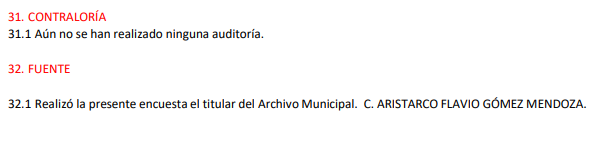 31. CONTRALORÍA
31.1 Aún no se han realizado ninguna auditoría.
32. FUENTE
32.1 Realizó la presente encuesta el titular del Archivo Municipal.  C. ARISTARCO FLAVIO GÓMEZ MENDOZA.